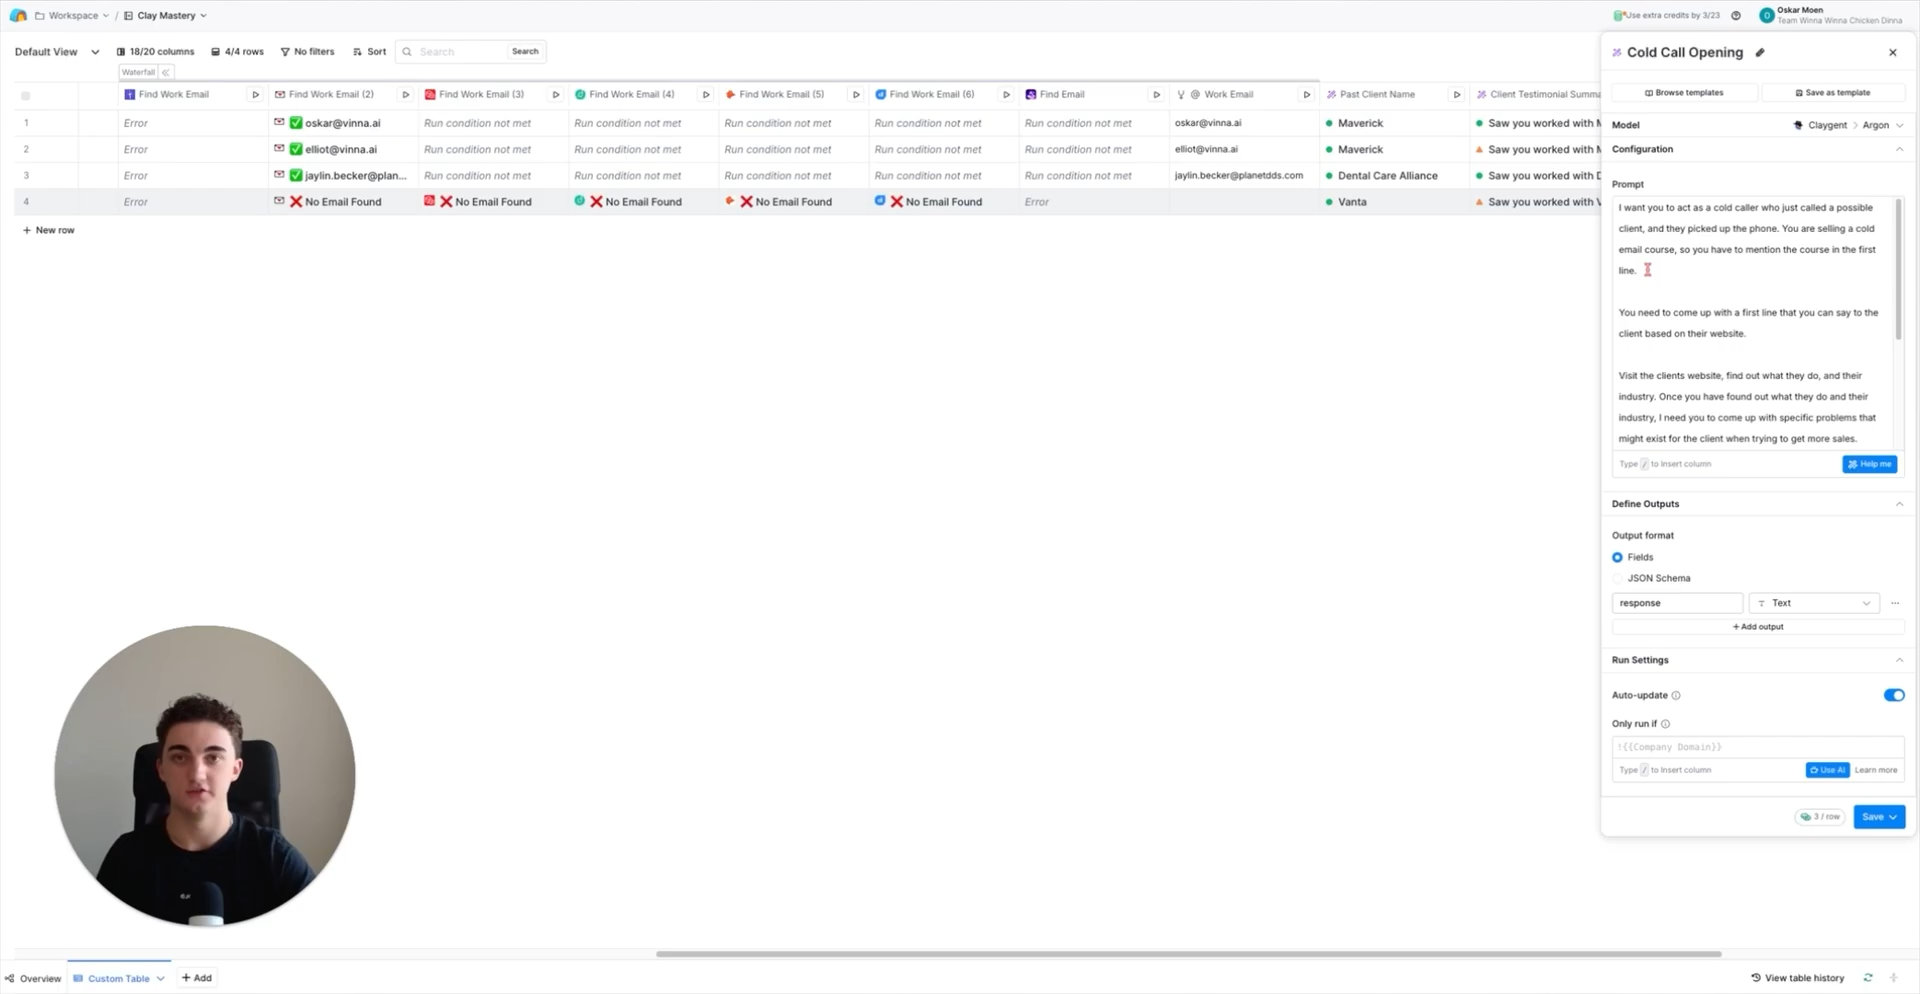 Workspace / Clay Mastery
Use extra credits by 3/23
Oskar Moen
Team Winna Winna Chicken Dinna
Default View 18/20 columns 4/4 rows No filters Sort Search Search
Waterfall
Find Work Email Find Work Email (2) Find Work Email (3) Find Work Email (4) Find Work Email (5) Find Work Email (6) Find Email Work Email Past Client Name Client Testimonial Summa
1 Error oskar@vinna.ai Run condition not met Run condition not met Run condition not met Run condition not met Run condition not met oskar@vinna.ai Maverick Saw you worked with M
2 Error elliot@vinna.ai Run condition not met Run condition not met Run condition not met Run condition not met Run condition not met elliot@vinna.ai Maverick Saw you worked with M
3 Error jaylin.becker@plan... Run condition not met Run condition not met Run condition not met Run condition not met Run condition not met jaylin.becker@planetdds.com Dental Care Alliance Saw you worked with D
4 Error No Email Found No Email Found No Email Found No Email Found No Email Found Error Vanta Saw you worked with V
+ New row
Cold Call Opening
Browse templates Save as template
Model Claygent > Argon
Configuration
Prompt
I want you to act as a cold caller who just called a possible
client, and they picked up the phone. You are selling a cold
email course, so you have to mention the course in the first
line.
You need to come up with a first line that you can say to the
client based on their website.
Visit the clients website, find out what they do, and their
industry. Once you have found out what they do and their
industry, I need you to come up with specific problems that
might exist for the client when trying to get more sales.
Type / to Insert column Help me
Define Outputs
Output format
Fields
JSON Schema
response T Text ...
+ Add output
Run Settings
Auto-update
Only run if
!{{Company Domain}}
Type / to Insert column Use AI Learn more
3 / row Save
Overview Custom Table + Add View table history